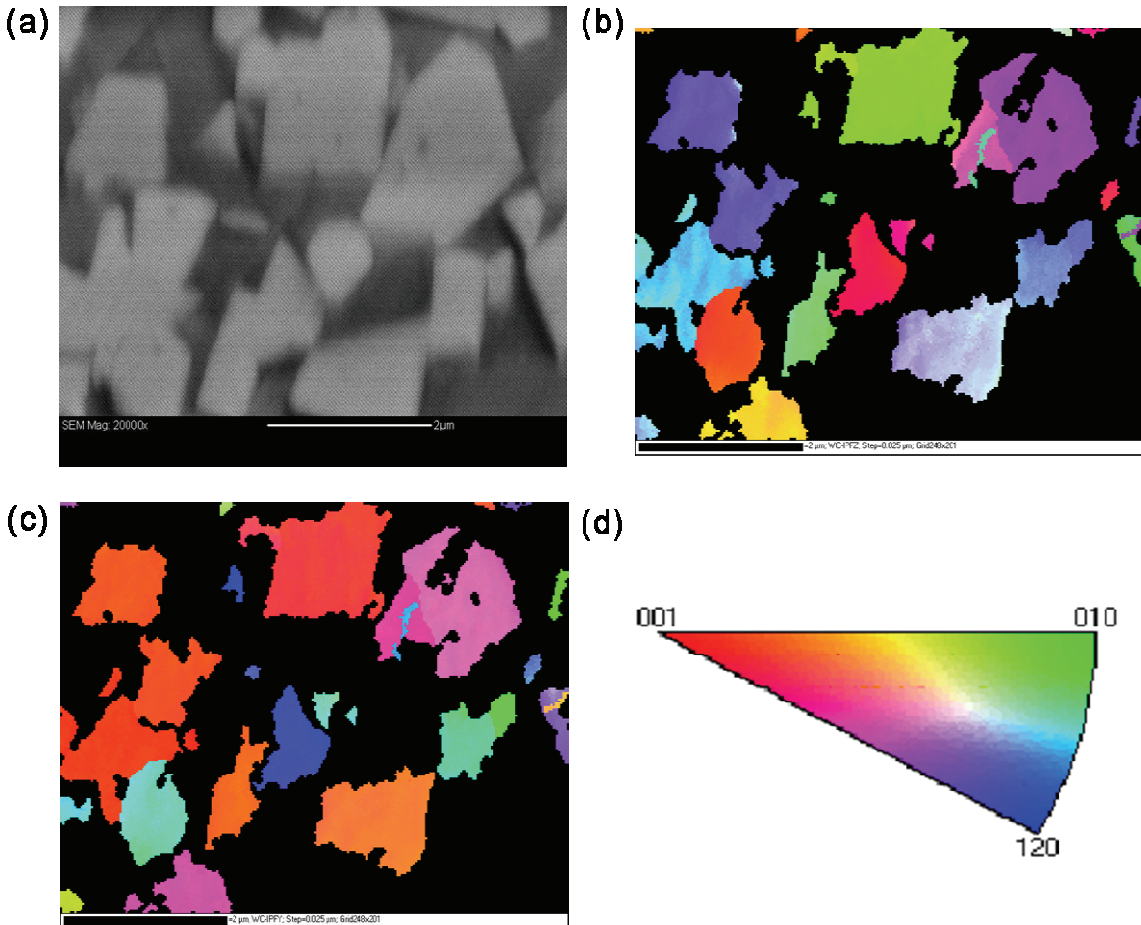 (a)
SEM Mag: 20000x 2µm
(b)
=2 µm; WC-IPFZ; Step=0.025 µm; Grid248x201
(c)
=2 µm; WC-IPFY; Step=0.025 µm; Grid248x201
(d)
001 010
120